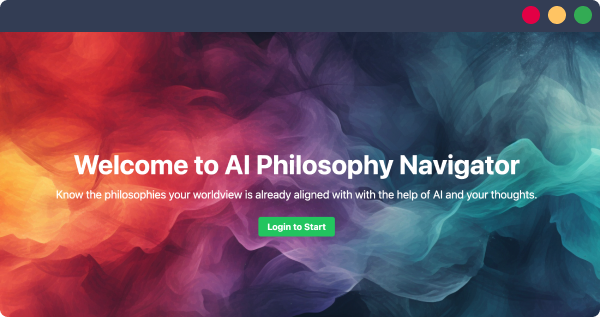 Welcome to AI Philosophy Navigator
Know the philosophies your worldview is already aligned with with the help of AI and your thoughts.
Login to Start